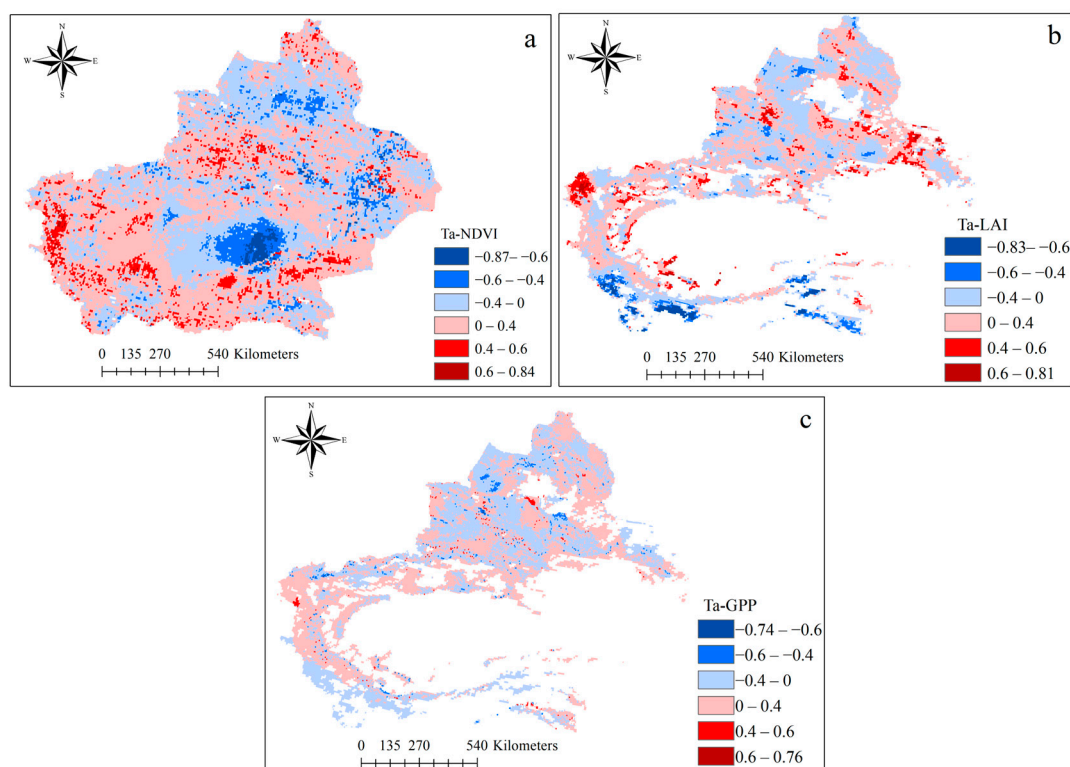 a
N
W E
S
Ta-NDVI
−0.87– −0.6
−0.6 – −0.4
−0.4 – 0
0 – 0.4
0.4 – 0.6
0.6 – 0.84
0 135 270 540 Kilometers
b
N
W E
S
Ta-LAI
−0.83– −0.6
−0.6 – −0.4
−0.4 – 0
0 – 0.4
0.4 – 0.6
0.6 – 0.81
0 135 270 540 Kilometers
c
N
W E
S
Ta-GPP
−0.74 – −0.6
−0.6 – −0.4
−0.4 – 0
0 – 0.4
0.4 – 0.6
0.6 – 0.76
0 135 270 540 Kilometers